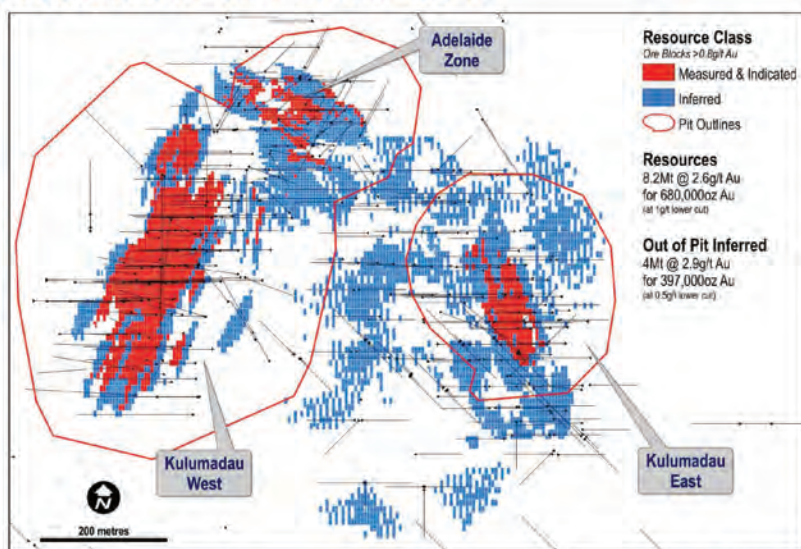 Adelaide
Zone
Resource Class
Ore Blocks >0.8g/t Au
Measured & Indicated
Inferred
Pit Outlines
Resources
8.2Mt @ 2.6g/t Au
for 680,000oz Au
(at 1g/t lower cut)
Out of Pit Inferred
4Mt @ 2.9g/t Au
for 397,000oz Au
(at 0.5g/t lower cut)
Kulumadau
West
Kulumadau
East
N
200 metres